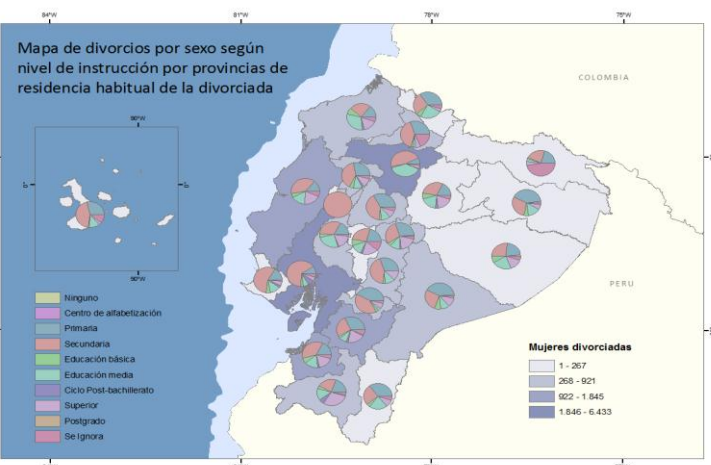 84°W 81°W 78°W 75°W
Mapa de divorcios por sexo según
nivel de instrucción por provincias de
residencia habitual de la divorciada
COLOMBIA
90°W
0° 0°
90°W
PERU
Ninguno
Centro de alfabetización
Primaria
Secundaria
Educación básica
Educación media
Ciclo Post-bachillerato
Superior
Postgrado
Se Ignora
Mujeres divorciadas
1 - 267
268 - 921
922 - 1.845
1.846 - 6.433